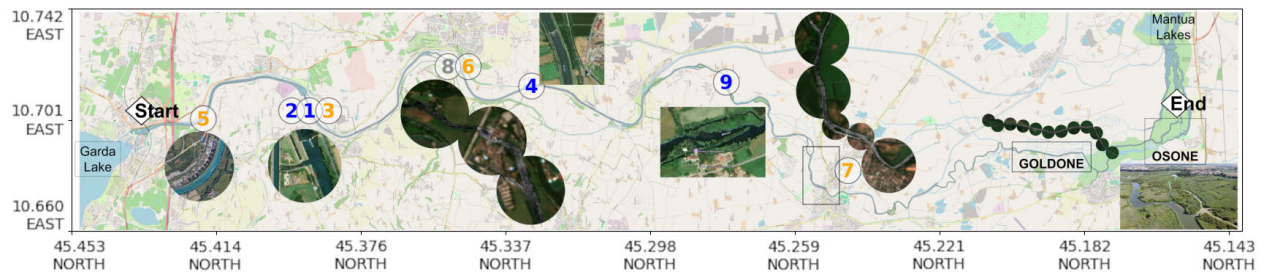 10.742
EAST
10.701
EAST
10.660
EAST
Mantua
Lakes
8 6
4
9
Start
2 1 3
5
End
Garda
Lake
7
GOLDONE
OSONE
45.453
NORTH
45.414
NORTH
45.376
NORTH
45.337
NORTH
45.298
NORTH
45.259
NORTH
45.221
NORTH
45.182
NORTH
45.143
NORTH